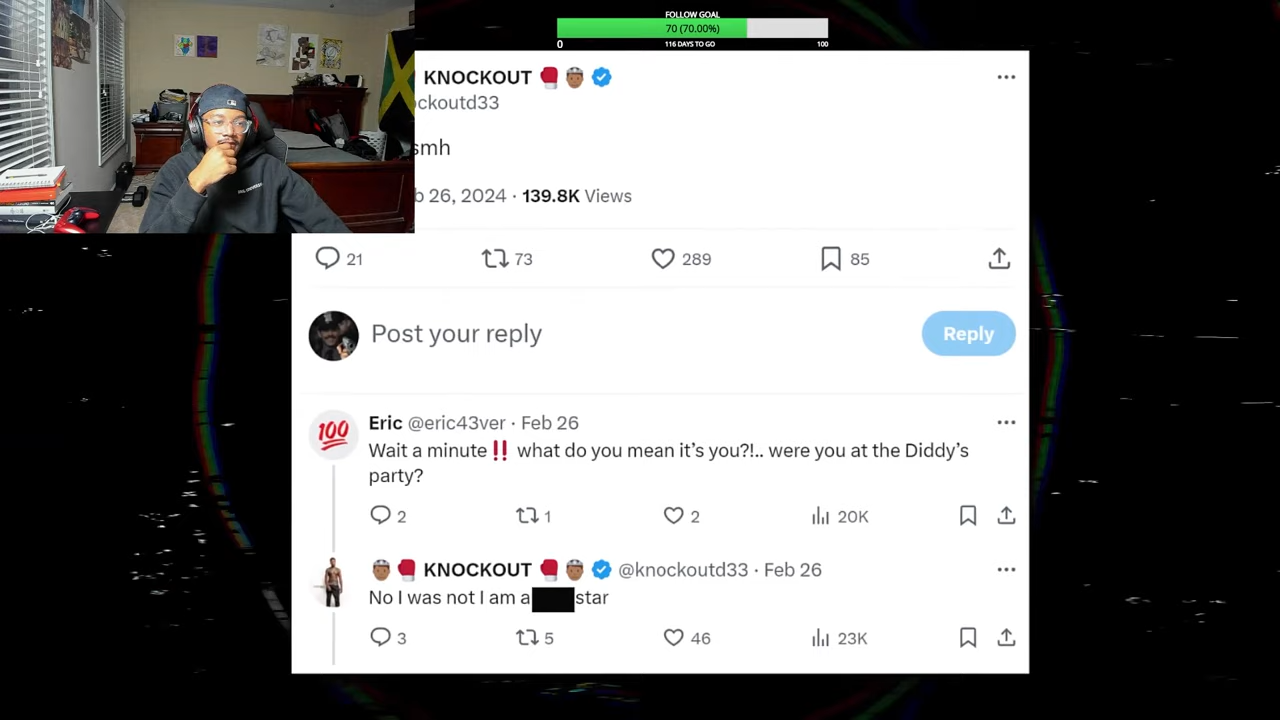 FOLLOW GOAL
70 (70.00%)
0 116 DAYS TO GO 100
KNOCKOUT 🥊 👳🏽‍♂️
ckoutd33
smh
b 26, 2024 · 139.8K Views
21 73 289 85
Post your reply
Reply
Eric @eric43ver · Feb 26
Wait a minute‼️ what do you mean it’s you?!.. were you at the Diddy’s
party?
2 1 2 20K
KNOCKOUT 🥊 @knockoutd33 · Feb 26
No I was not I am a star
3 5 46 23K
100